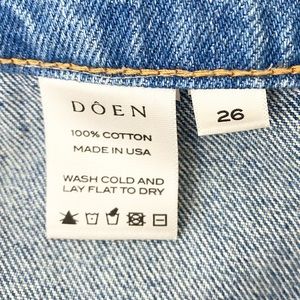 DÔEN
100% COTTON
MADE IN USA
WASH COLD AND
LAY FLAT TO DRY
26